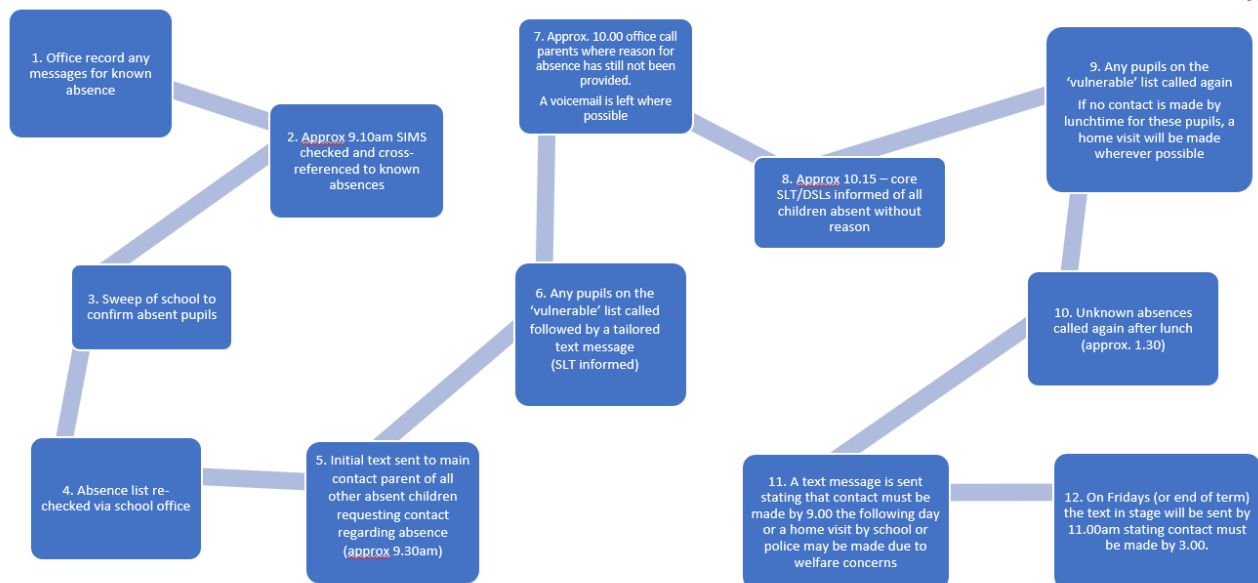 1. Office record any
messages for known
absence
2. Approx 9.10am SIMS
checked and cross-
referenced to known
absences
3. Sweep of school to
confirm absent pupils
4. Absence list re-
checked via school office
5. Initial text sent to main
contact parent of all
other absent children
requesting contact
regarding absence
(approx 9.30am)
6. Any pupils on the
‘vulnerable’ list called
followed by a tailored
text message
(SLT informed)
7. Approx. 10.00 office call
parents where reason for
absence has still not been
provided.
A voicemail is left where
possible
8. Approx 10.15 – core
SLT/DSLs informed of all
children absent without
reason
9. Any pupils on the
‘vulnerable’ list called again
If no contact is made by
lunchtime for these pupils, a
home visit will be made
wherever possible
10. Unknown absences
called again after lunch
(approx. 1.30)
11. A text message is sent
stating that contact must be
made by 9.00 the following
day or a home visit by school or
police may be made due to
welfare concerns
12. On Fridays (or end of term)
the text in stage will be sent by
11.00am stating contact must
be made by 3.00.